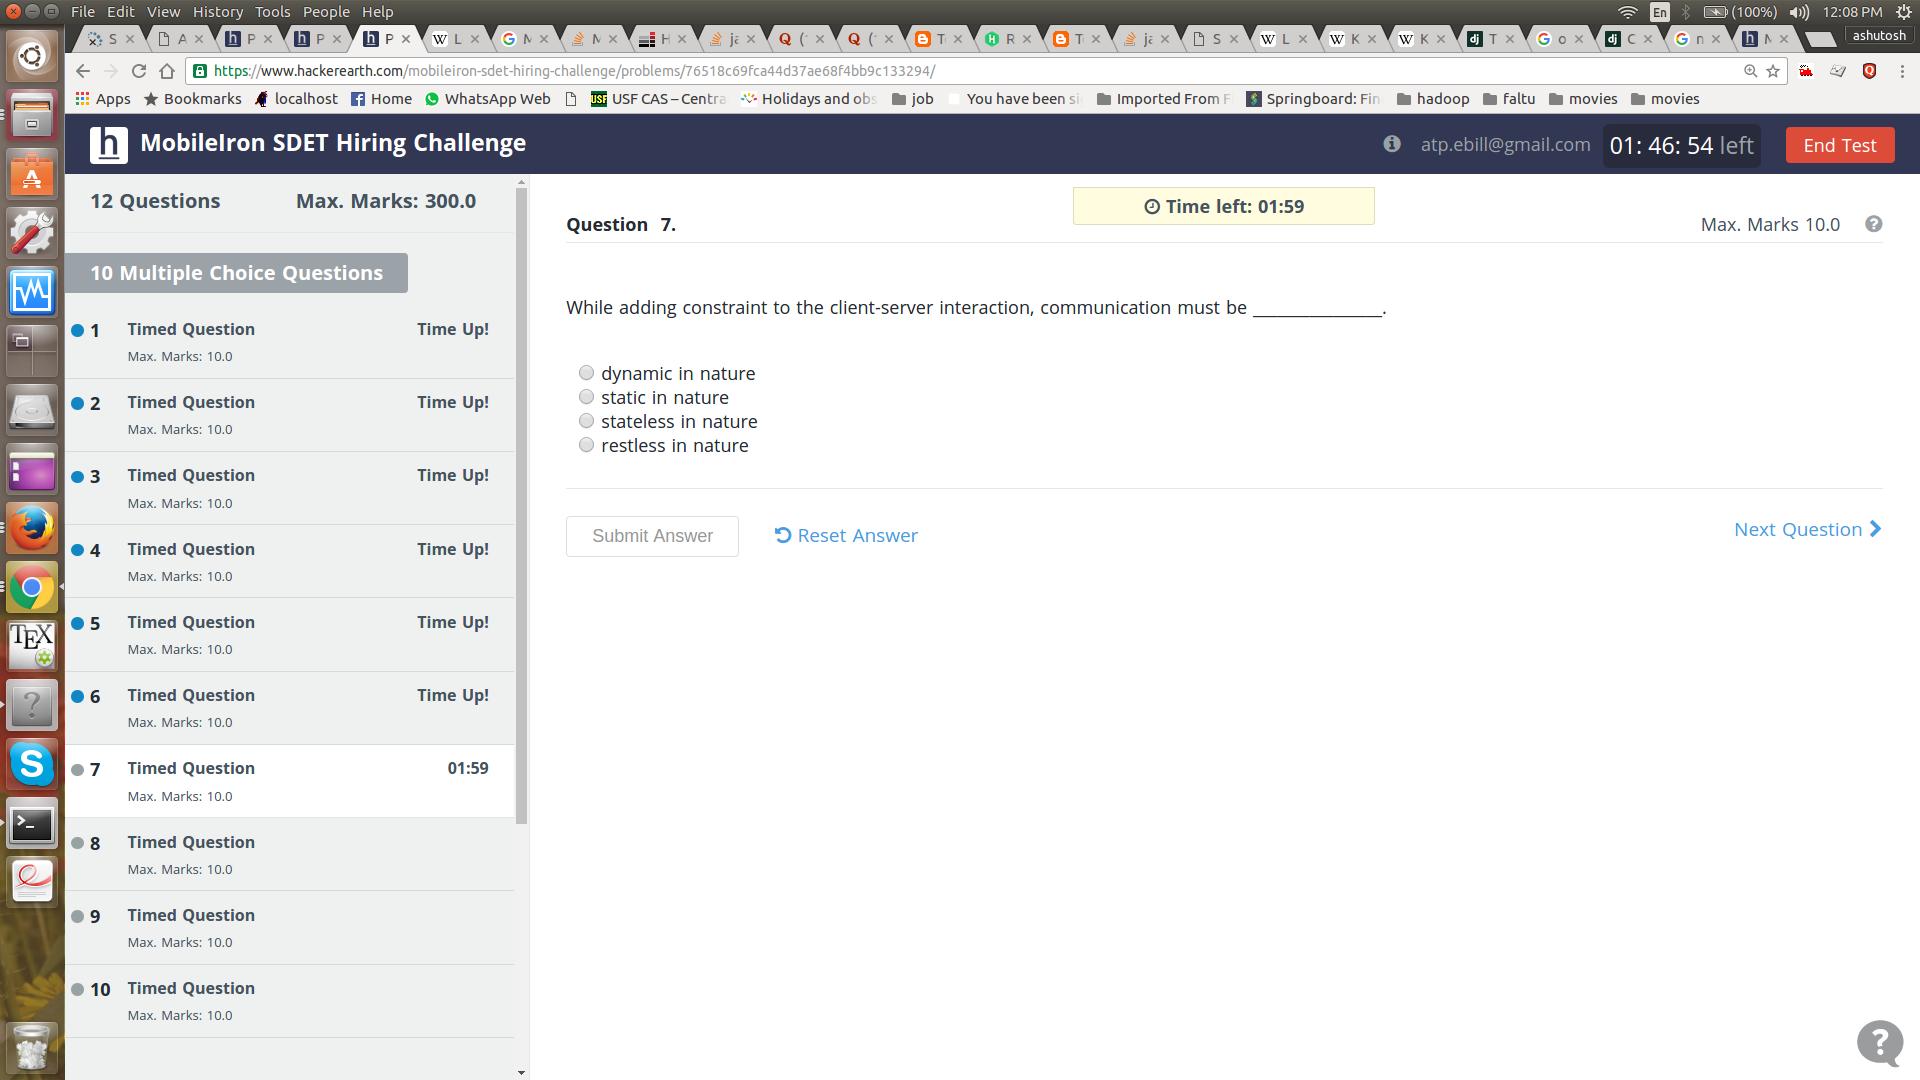 File Edit View History Tools People Help
En (100%) 12:08 PM
ashutosh
https://www.hackerearth.com/mobileiron-sdet-hiring-challenge/problems/76518c69fca44d37ae68f4bb9c133294/
Apps Bookmarks localhost Home WhatsApp Web USF CAS – Centra Holidays and obs job You have been si Imported From F Springboard: Fin hadoop faltu movies movies
MobileIron SDET Hiring Challenge
atp.ebill@gmail.com 01: 46: 54 left End Test
12 Questions Max. Marks: 300.0
10 Multiple Choice Questions
1 Timed Question Time Up!
Max. Marks: 10.0
2 Timed Question Time Up!
Max. Marks: 10.0
3 Timed Question Time Up!
Max. Marks: 10.0
4 Timed Question Time Up!
Max. Marks: 10.0
5 Timed Question Time Up!
Max. Marks: 10.0
6 Timed Question Time Up!
Max. Marks: 10.0
7 Timed Question 01:59
Max. Marks: 10.0
8 Timed Question
Max. Marks: 10.0
9 Timed Question
Max. Marks: 10.0
10 Timed Question
Max. Marks: 10.0
Time left: 01:59
Question 7. Max. Marks 10.0
While adding constraint to the client-server interaction, communication must be ______________.
dynamic in nature
static in nature
stateless in nature
restless in nature
Submit Answer Reset Answer Next Question